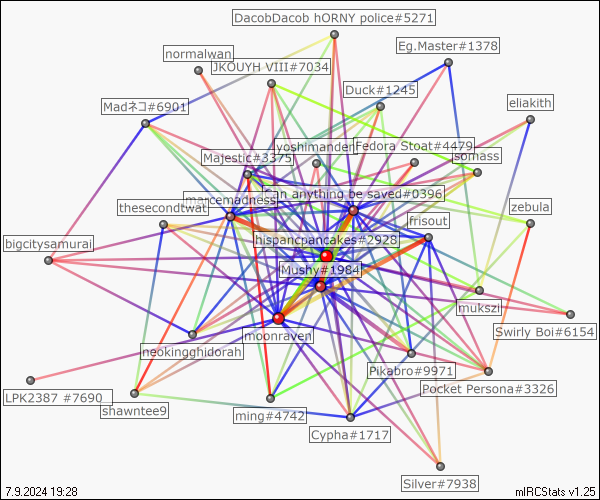 DacobDacob hORNY police#5271
Eg.Master#1378
normalwan
JKOUYH VIII#7034
Duck#1245
eliakith
Madネコ#6901
yoshmanden
Fedora Stoat#4479
Majestic#3375
somass
Can anything be saved#0396
marcemadness
thesecondtwat
zebula
frisout
hispancpancakes#2928
bigcitysamurai
Mushy#1984
mukszi
Swirly Boi#6154
moonraven
neokingghidorah
Pikabro#9971
Pocket Persona#3326
LPK2387 #7690
shawntee9
ming#4742
Cypha#1717
Silver#7938
7.9.2024 19:28
mIRCStats v1.25